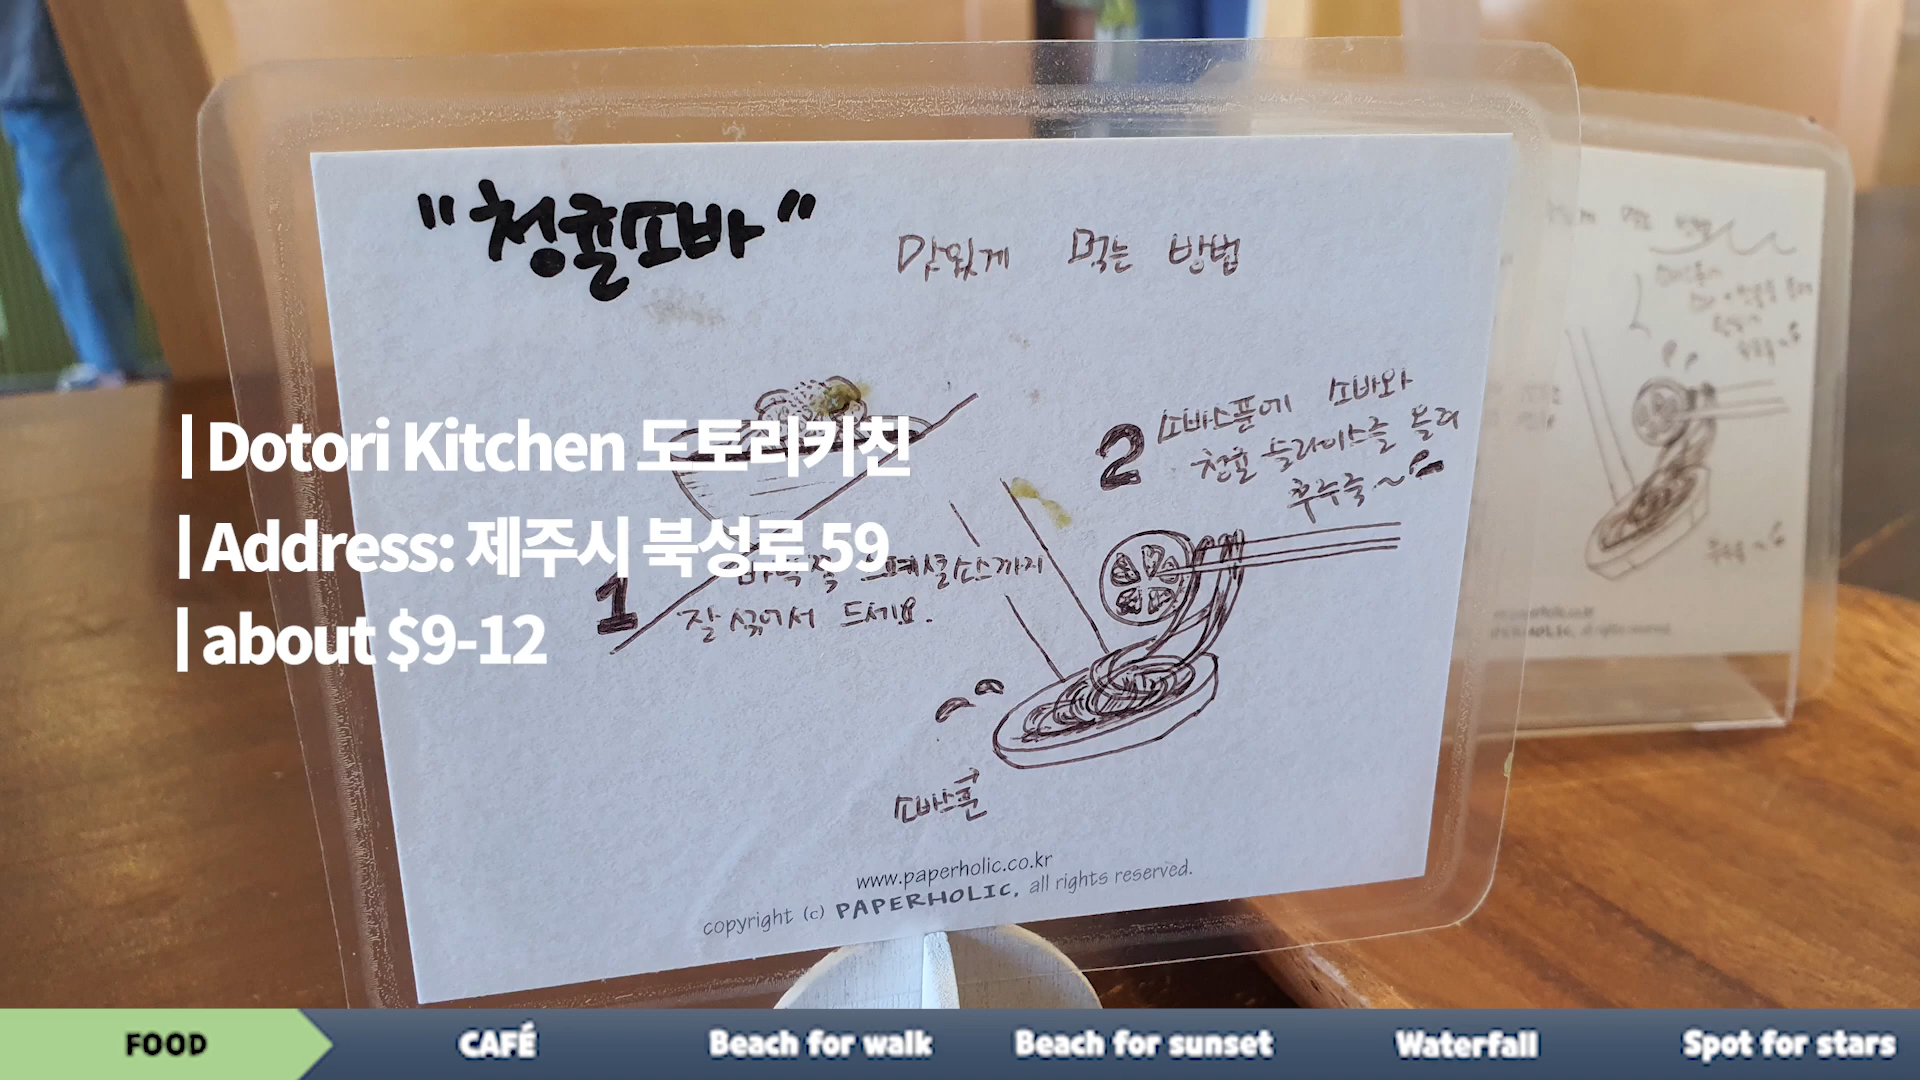 "청귤소바" 맛있게 먹는 방법
| Dotori Kitchen 도토리키친
| Address: 제주시 북성로 59
| about $9-12
1 소스까지
잘 섞어서 드세요.
2 소바스푼에 소바와
청귤 슬라이스를 올려
후루룩~
소바스푼
www.paperholic.co.kr
copyright (c) PAPERHOLIC, all rights reserved.
FOOD CAFÉ Beach for walk Beach for sunset Waterfall Spot for stars